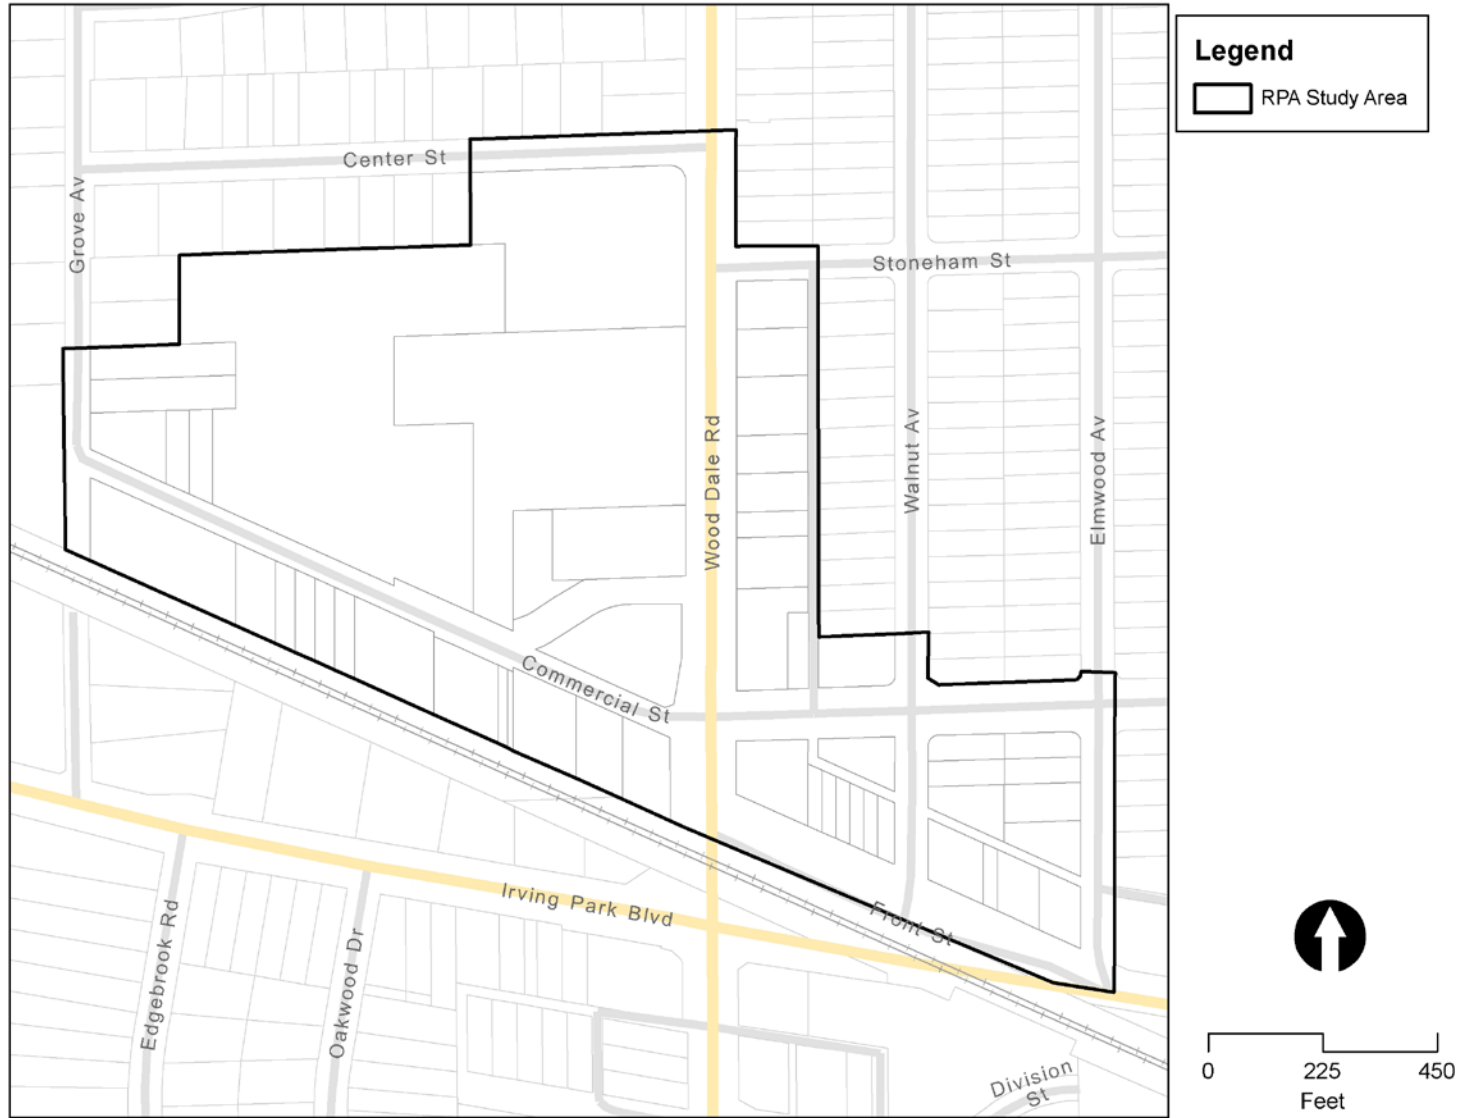 Legend
RPA Study Area
Center St
Grove Av
Stoneham St
Wood Dale Rd
Walnut Av
Elmwood Av
Commercial St
Irving Park Blvd
Front St
Edgebrook Rd
Oakwood Dr
Division
St
0 225 450
Feet